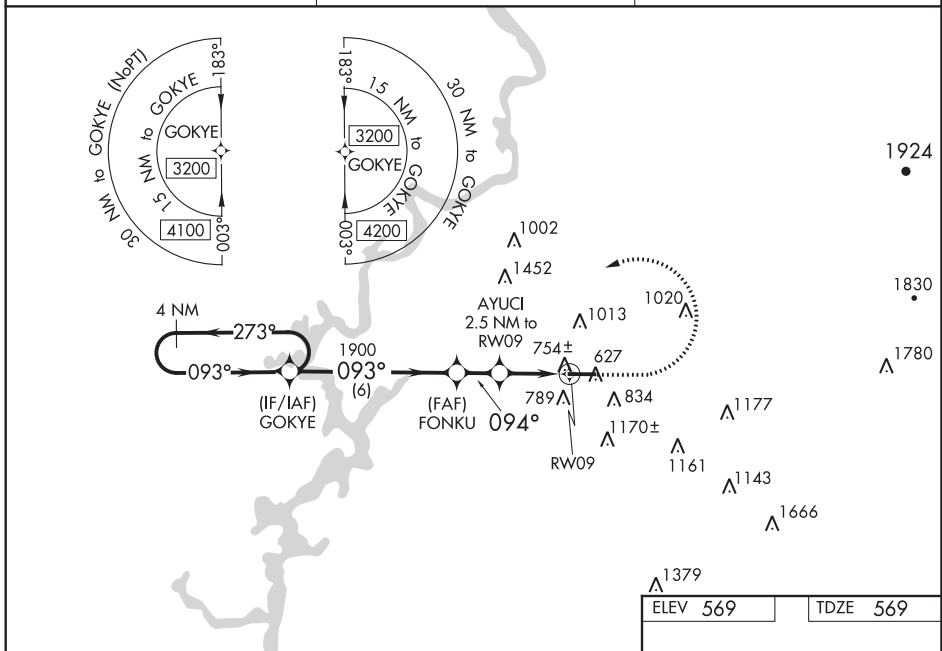 30 NM to GOKYE (NoPT)
15 NM to GOKYE
183°
GOKYE
3200
4100
003°
183°
15 NM to GOKYE
30 NM to GOKYE
3200
GOKYE
4200
003°
1924
1002
1452
1830
AYUCI
2.5 NM to
RW09
1013
1020
4 NM
273°
093°
1900
093°
(6)
754±
627
1780
(IF/IAF)
GOKYE
(FAF)
FONKU
094°
789
834
1177
1170±
RW09
1161
1143
1666
1379
ELEV 569
TDZE 569